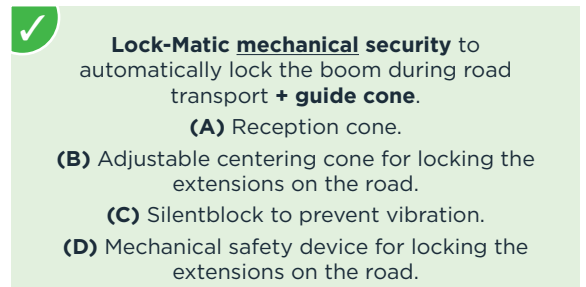 Lock-Matic mechanical security to
automatically lock the boom during road
transport + guide cone.
(A) Reception cone.
(B) Adjustable centering cone for locking the
extensions on the road.
(C) Silentblock to prevent vibration.
(D) Mechanical safety device for locking the
extensions on the road.